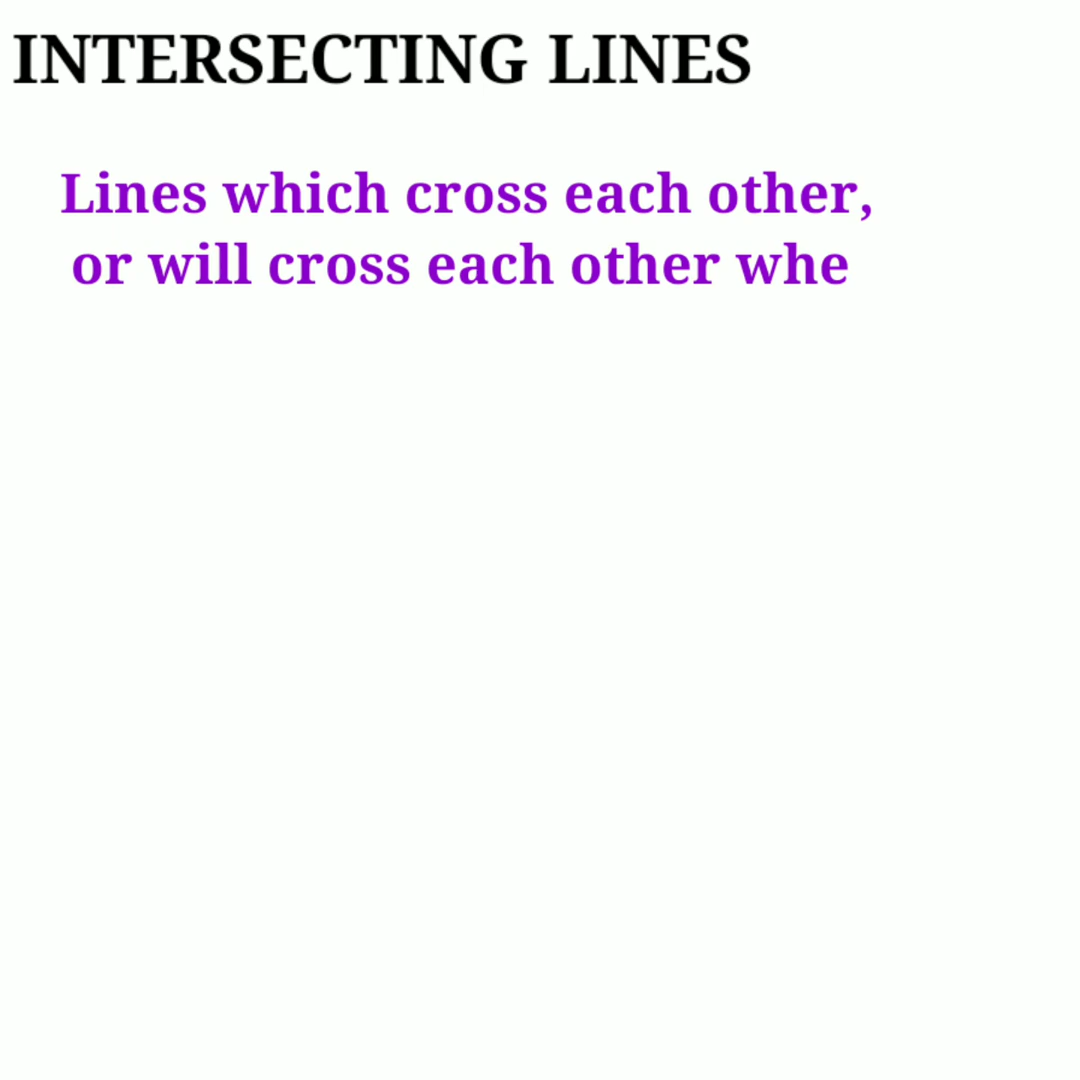 INTERSECTING LINES
Lines which cross each other,
or will cross each other whe